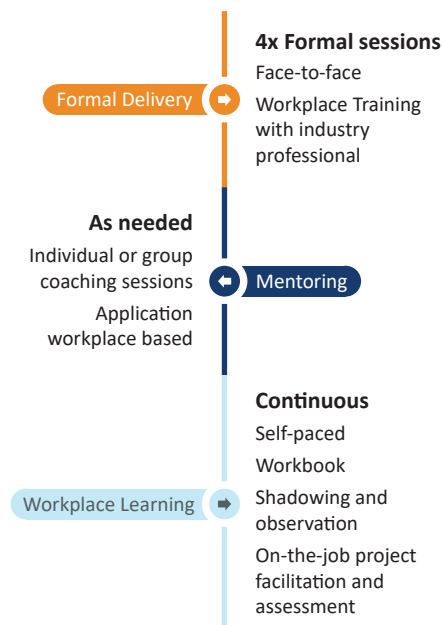 4x Formal sessions
Face-to-face
Workplace Training
with industry
professional
Formal Delivery
As needed
Individual or group
coaching sessions
Application
workplace based
Mentoring
Continuous
Self-paced
Workbook
Shadowing and
observation
On-the-job project
facilitation and
assessment
Workplace Learning